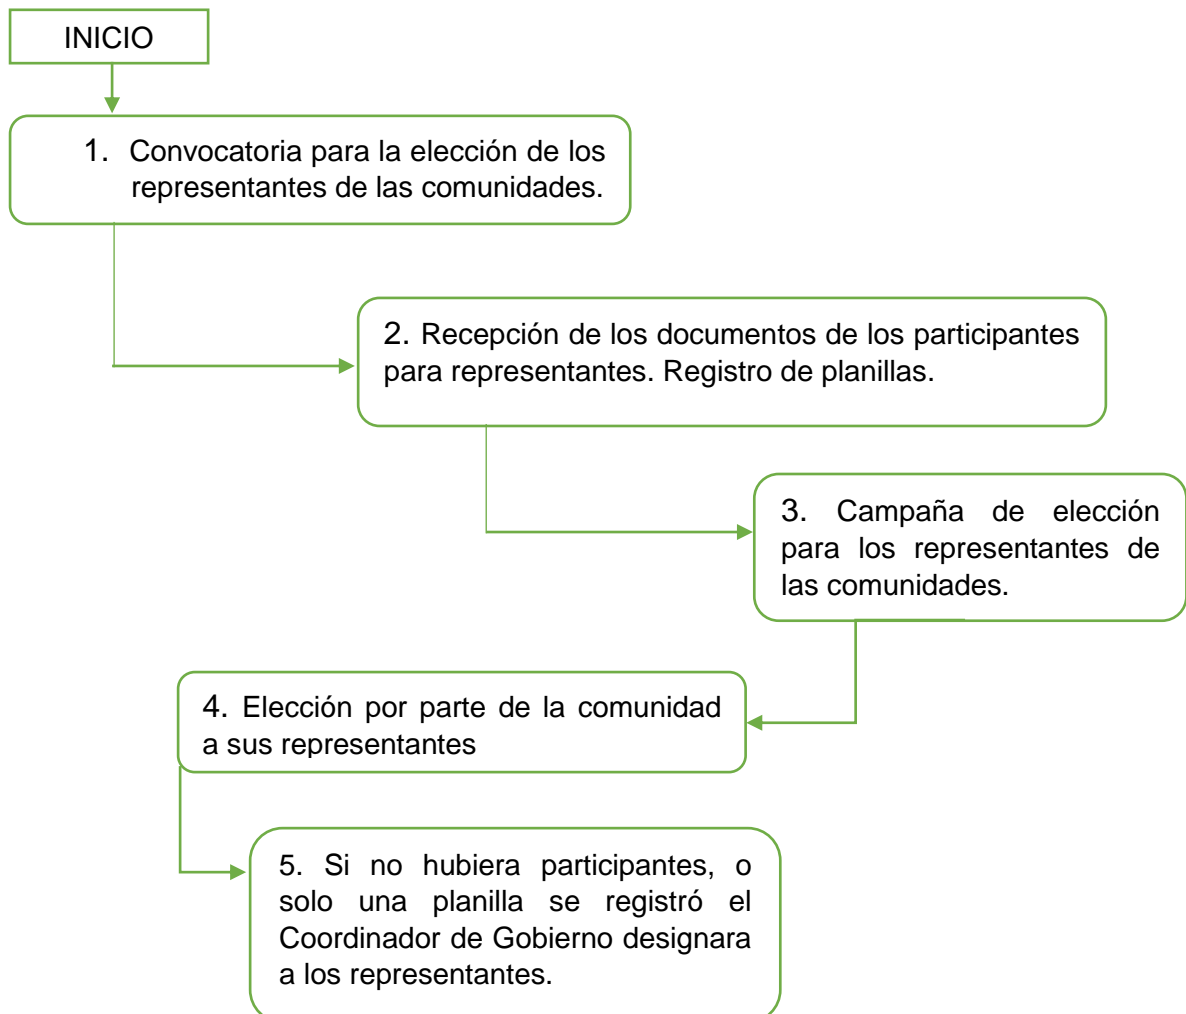 INICIO
1. Convocatoria para la elección de los
representantes de las comunidades.
2. Recepción de los documentos de los participantes
para representantes. Registro de planillas.
3. Campaña de elección
para los representantes de
las comunidades.
4. Elección por parte de la comunidad
a sus representantes
5. Si no hubiera participantes, o
solo una planilla se registró el
Coordinador de Gobierno designara
a los representantes.